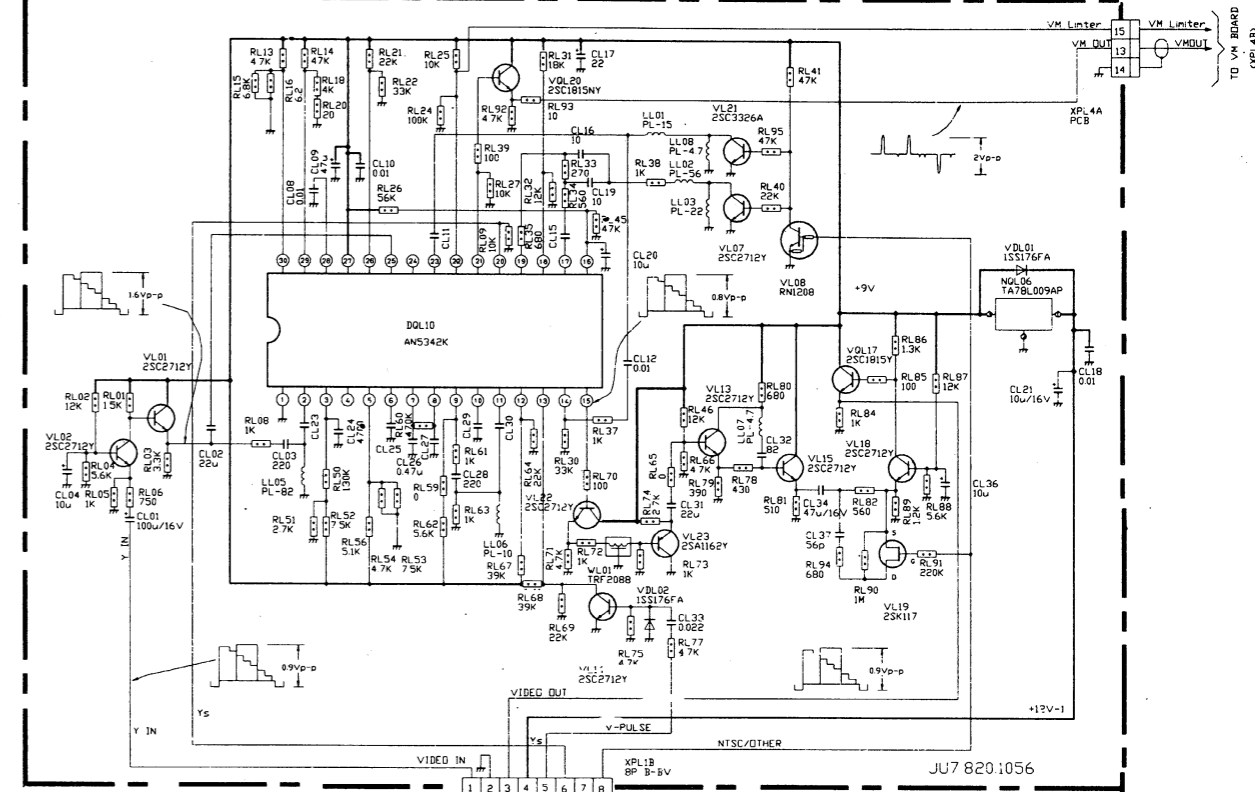 VM Limter
15
VM Limiter
VM OUT
13
VMOUT
14
TO VM BOARD
(XPL4B)
XPL4A
PCB
RL13
4.7K
RL14
47K
RL15
6.8K
RL16
6.2
RL18
4K
RL20
20
RL21
22K
RL22
33K
RL25
10K
RL24
100K
VQL20
2SC1815NY
RL31
18K
CL17
22
RL92
4.7K
RL93
10
RL41
47K
VL21
2SC3326A
RL95
47K
2Vp-p
CL09
47u
CL08
0.01
CL10
0.01
RL26
56K
RL39
100
RL27
10K
CL16
10
RL33
270
RL32
12K
RL34
560
CL19
10
RL38
1K
LL01
PL-15
LL08
PL-4.7
LL02
PL-56
LL03
PL-22
RL40
22K
VL07
2SC2712Y
VL08
RN1208
CL11
RL09
10K
RL35
680
CL15
45
47K
CL20
10u
30
29
28
27
26
25
24
23
22
21
20
19
18
17
16
DQL10
AN5342K
1
2
3
4
5
6
7
8
9
10
11
12
13
14
15
1.6Vp-p
0.8Vp-p
+9V
VDL01
1SS176FA
NQL06
TA78L009AP
CL18
0.01
CL21
10u/16V
VL01
2SC2712Y
RL02
12K
RL01
15K
VL02
2SC2712Y
RL04
5.6K
CL04
10u
RL05
1K
RL06
750
CL01
100u/16V
RL03
3.3K
CL02
22u
RL08
1K
CL03
220
LL05
PL-82
CL23
CL24
RL50
130K
RL51
2.7K
RL52
7.5K
CL25
RL60
470K
CL26
0.47u
CL27
RL56
5.1K
RL54
4.7K
RL53
75K
RL59
0
RL62
5.6K
RL61
1K
CL28
220
RL63
1K
CL29
CL30
LL06
PL-10
RL64
22K
RL67
39K
RL68
39K
RL30
33K
RL37
1K
CL12
0.01
RL70
100
VL22
2SC2712Y
RL74
2.7K
RL71
4.7K
RL72
1K
WL01
TRF2088
VL23
2SA1162Y
RL73
1K
RL65
0
CL31
22u
RL46
12K
RL66
4.7K
VL13
2SC2712Y
RL79
390
RL78
430
RL80
680
LL07
PL-4.7
CL32
82
VL15
2SC2712Y
RL81
510
CL34
47u/16V
RL82
560
CL37
56p
RL94
680
RL90
1M
VQL17
2SC1815Y
RL84
1K
RL85
100
RL86
1.3K
RL87
12K
VL18
2SC2712Y
RL89
1.2K
RL88
5.6K
CL36
10u
S
G
D
RL91
220K
VL19
2SK117
RL69
22K
VDL02
1SS176FA
RL75
4.7K
CL33
0.022
RL77
4.7K
2SC2712Y
Y IN
0.9Vp-p
0.9Vp-p
VIDEO OUT
+12V-1
Ys
Y IN
V-PULSE
Ys
NTSC/OTHER
VIDEO IN
XPL1B
8P B-BV
1 2 3 4 5 6 7 8
JU7.820.1056